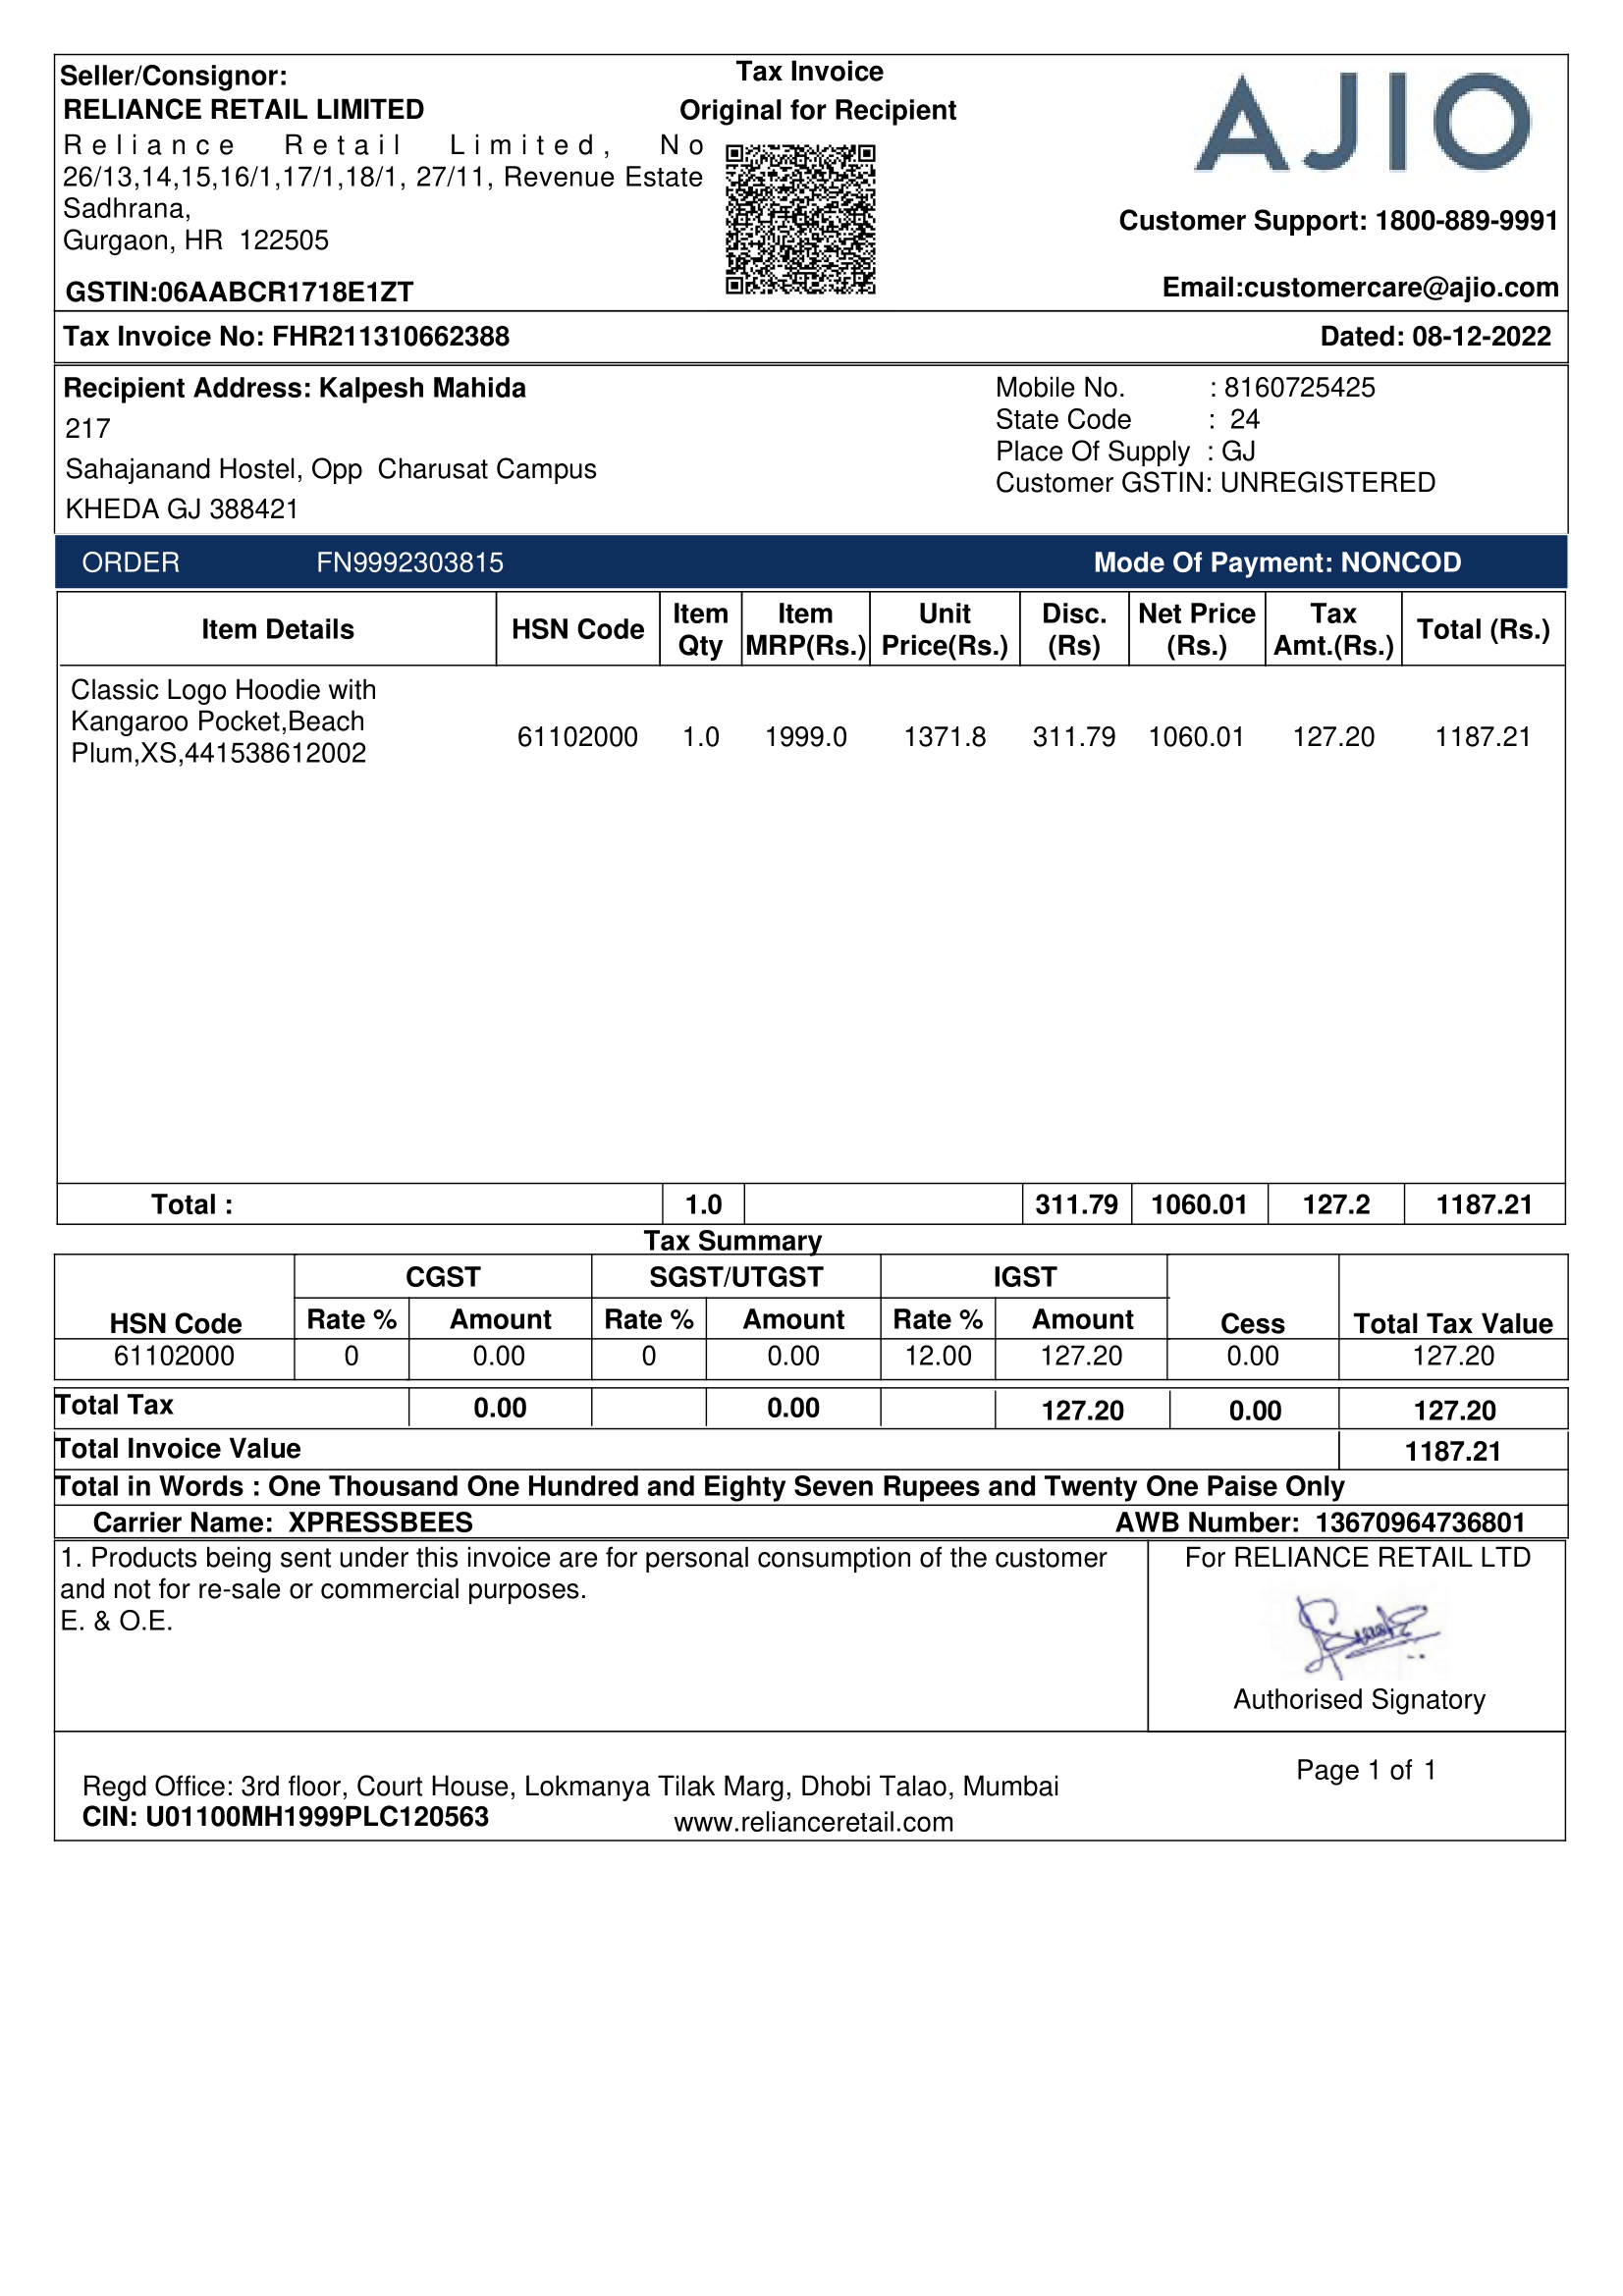 Seller/Consignor:
RELIANCE RETAIL LIMITED
Reliance Retail Limited, No
26/13,14,15,16/1,17/1,18/1, 27/11, Revenue Estate
Sadhrana,
Gurgaon, HR 122505
GSTIN:06AABCR1718E1ZT
Tax Invoice
Original for Recipient
AJIO
Customer Support: 1800-889-9991
Email:customercare@ajio.com
Tax Invoice No: FHR211310662388 Dated: 08-12-2022
Recipient Address: Kalpesh Mahida
217
Sahajanand Hostel, Opp Charusat Campus
KHEDA GJ 388421
Mobile No. : 8160725425
State Code : 24
Place Of Supply : GJ
Customer GSTIN: UNREGISTERED
ORDER FN9992303815 Mode Of Payment: NONCOD
Item Details HSN Code Item Qty Item MRP(Rs.) Unit Price(Rs.) Disc. (Rs) Net Price (Rs.) Tax Amt.(Rs.) Total (Rs.)
Classic Logo Hoodie with
Kangaroo Pocket,Beach
Plum,XS,441538612002
61102000 1.0 1999.0 1371.8 311.79 1060.01 127.20 1187.21
Total : 1.0 311.79 1060.01 127.2 1187.21
Tax Summary
CGST SGST/UTGST IGST
HSN Code Rate % Amount Rate % Amount Rate % Amount Cess Total Tax Value
61102000 0 0.00 0 0.00 12.00 127.20 0.00 127.20
Total Tax 0.00 0.00 127.20 0.00 127.20
Total Invoice Value 1187.21
Total in Words : One Thousand One Hundred and Eighty Seven Rupees and Twenty One Paise Only
Carrier Name: XPRESSBEES AWB Number: 13670964736801
1. Products being sent under this invoice are for personal consumption of the customer
and not for re-sale or commercial purposes.
E. & O.E.
For RELIANCE RETAIL LTD
Authorised Signatory
Page 1 of 1
Regd Office: 3rd floor, Court House, Lokmanya Tilak Marg, Dhobi Talao, Mumbai
CIN: U01100MH1999PLC120563 www.relianceretail.com